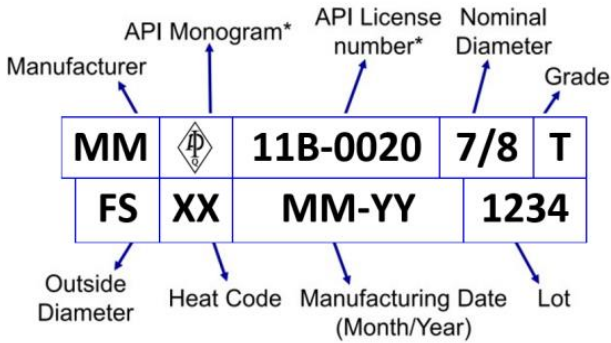 API Monogram*
API License
number*
Nominal
Diameter
Manufacturer
Grade
MM
11B-0020
7/8
T
FS
XX
MM-YY
1234
Outside
Diameter
Heat Code
Manufacturing Date
(Month/Year)
Lot